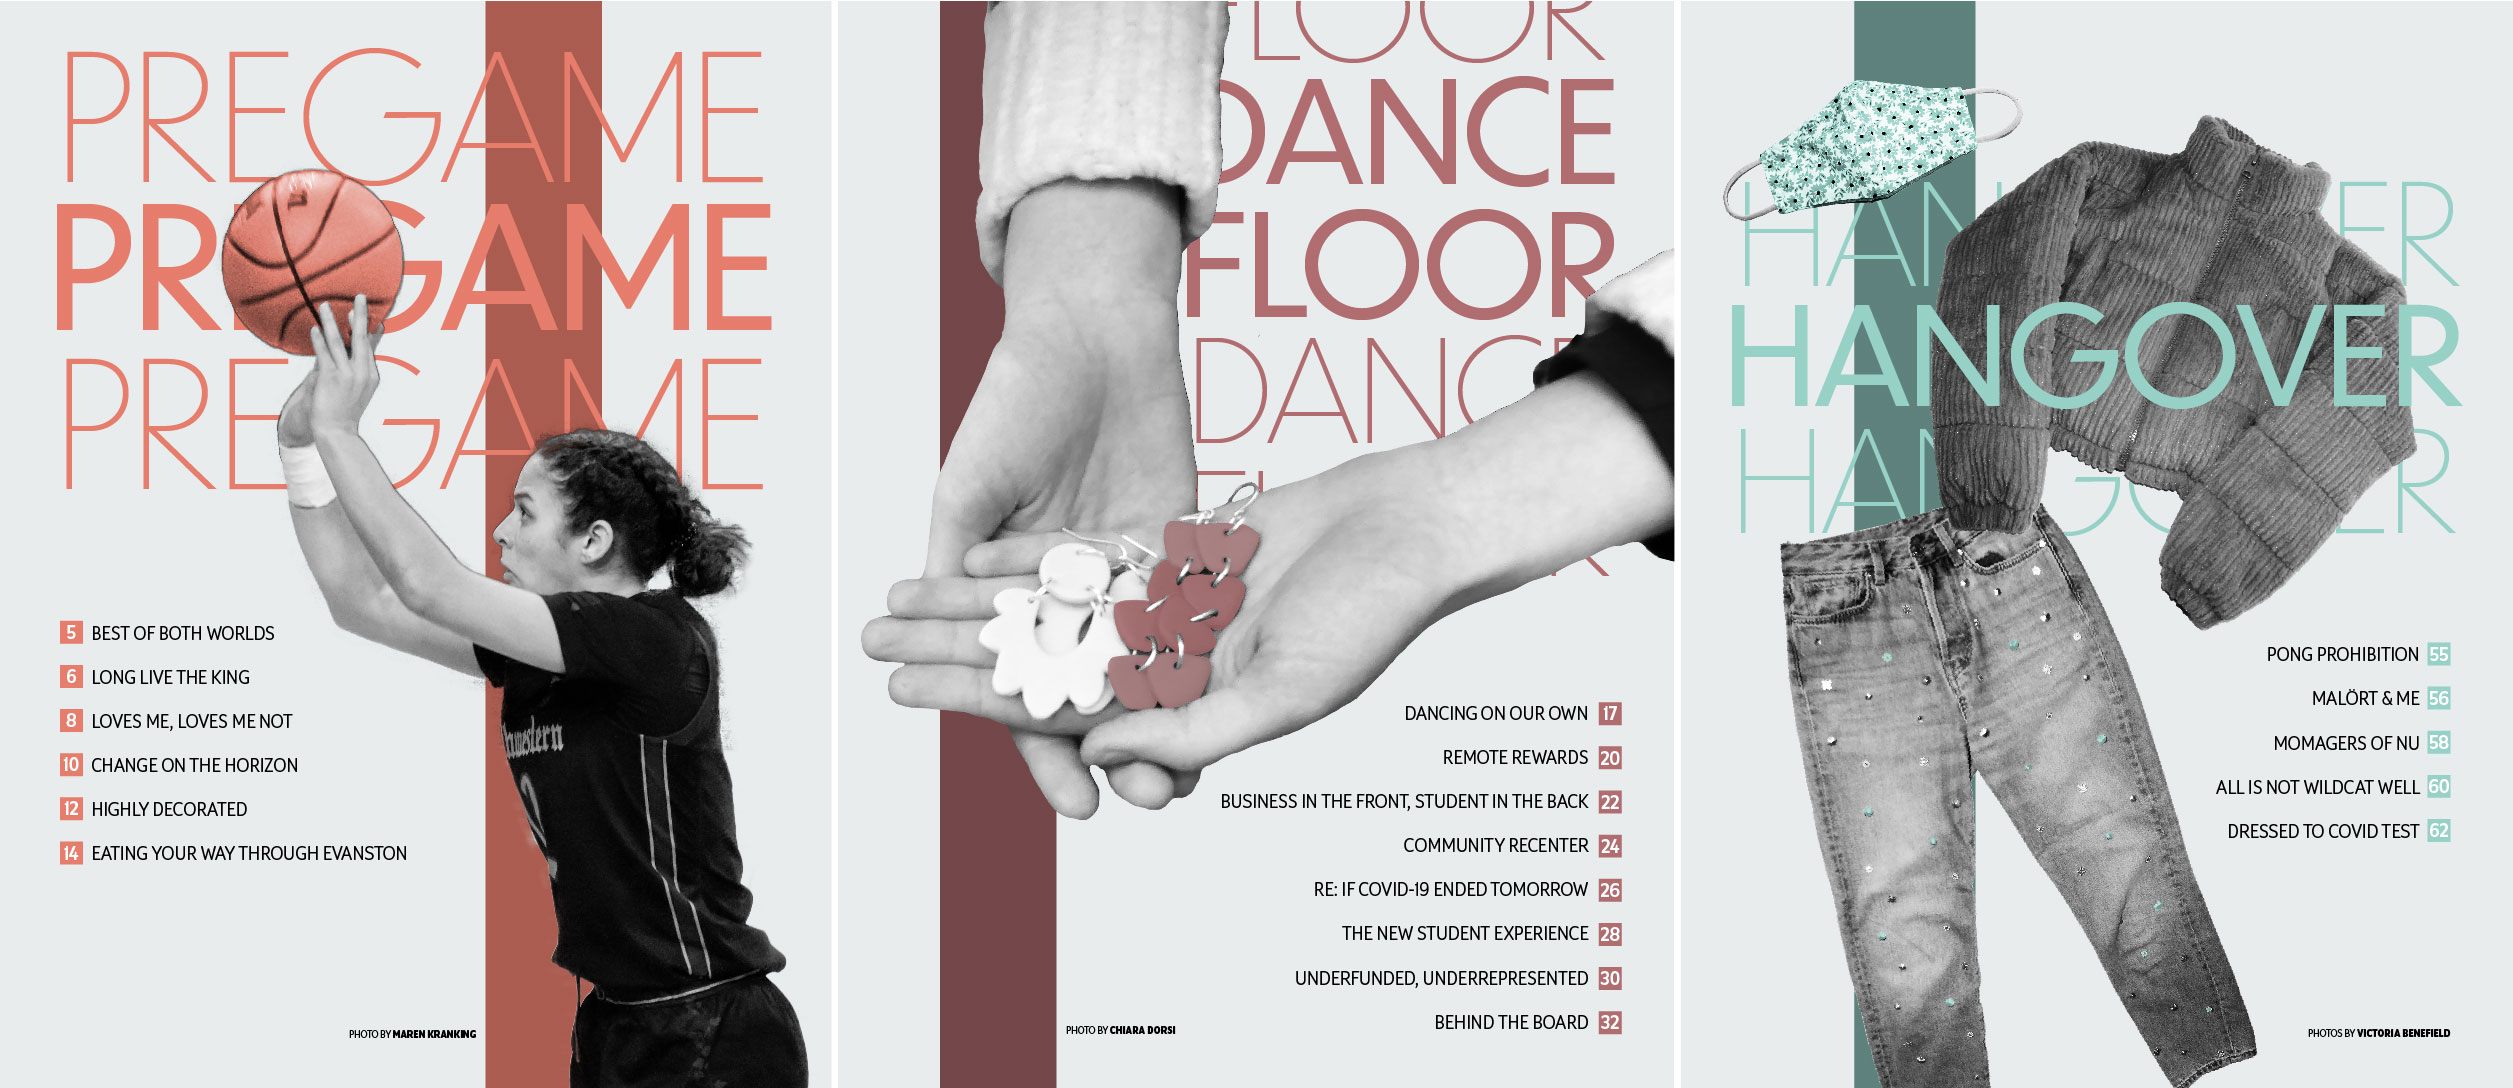 PREGAME
PREGAME
PREGAME
5 BEST OF BOTH WORLDS
6 LONG LIVE THE KING
8 LOVES ME, LOVES ME NOT
10 CHANGE ON THE HORIZON
12 HIGHLY DECORATED
14 EATING YOUR WAY THROUGH EVANSTON
PHOTO BY MAREN KRANKING
FLOOR
DANCE
FLOOR
DANCE
DANCING ON OUR OWN 17
REMOTE REWARDS 20
BUSINESS IN THE FRONT, STUDENT IN THE BACK 22
COMMUNITY RECENTER 24
RE: IF COVID-19 ENDED TOMORROW 26
THE NEW STUDENT EXPERIENCE 28
UNDERFUNDED, UNDERREPRESENTED 30
BEHIND THE BOARD 32
PHOTO BY CHIARA DORSI
HANGOVER
HANGOVER
HANGOVER
PONG PROHIBITION 55
MALÖRT & ME 56
MOMAGERS OF NU 58
ALL IS NOT WILDCAT WELL 60
DRESSED TO COVID TEST 62
PHOTOS BY VICTORIA BENEFIELD